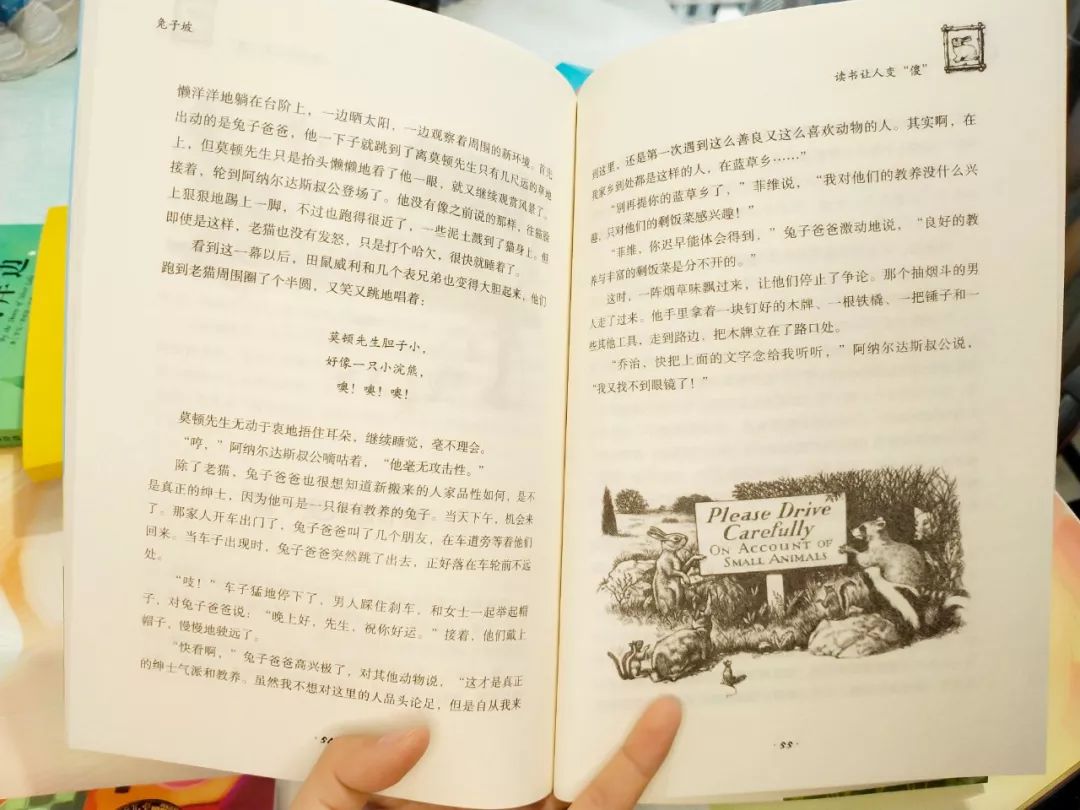 兔子坡
懒洋洋地躺在台阶上，一边晒太阳，一边观察着周围的新环境。首先
出动的是兔子爸爸，他一下子就跳到了离莫顿先生只有几尺远的草地
上，但莫顿先生只是抬头懒懒地看了他一眼，就又继续观赏风景了。
接着，轮到阿纳尔达斯叔公登场了。他没有像之前说的那样，往猫脸
上狠狠地踢上一脚，不过也跑得很近了，一些泥土溅到了猫身上。但
即使是这样，老猫也没有发怒，只是打个哈欠，很快就睡着了。
看到这一幕以后，田鼠威利和几个表兄弟也变得大胆起来，他们
跑到老猫周围圈了个半圆，又笑又跳地唱着：
莫顿先生胆子小，
好像一只小浣熊，
噢！噢！噢！
莫顿先生无动于衷地捂住耳朵，继续睡觉，毫不理会。
“哼，”阿纳尔达斯叔公嘀咕着，“他毫无攻击性。”
除了老猫，兔子爸爸也很想知道新搬来的人家品性如何，是不
是真正的绅士，因为他可是一只很有教养的兔子。当天下午，机会来
了。那家人开车出门了，兔子爸爸叫了几个朋友，在车道旁等着他们
回来。当车子出现时，兔子爸爸突然跳了出去，正好落在车轮前不远
处。
“吱！”车子猛地停下了，男人踩住刹车，和女士一起举起帽
子，对兔子爸爸说：“晚上好，先生，祝你好运。”接着，他们戴上
帽子，慢慢地驶远了。
“快看啊，”兔子爸爸高兴极了，对其他动物说，“这才是真正
的绅士气派和教养。虽然我不想对这里的人品头论足，但是自从我来
读书让人变“傻”
到这里，还是第一次遇到这么善良又这么喜欢动物的人。其实啊，在
我家乡到处都是这样的人，在蓝草乡……”
“别再提你的蓝草乡了，”菲维说，“我对他们的教养没什么兴
趣，只对他们的剩饭菜感兴趣！”
“菲维，你迟早能体会得到，”兔子爸爸激动地说，“良好的教
养与丰富的剩饭菜是分不开的。”
这时，一阵烟草味飘过来，让他们停止了争论。那个抽烟斗的男
人走了过来。他手里拿着一块钉好的木牌、一根铁橇、一把锤子和一
些其他工具，走到路边，把木牌立在了路口处。
“乔治、快把上面的文字念给我听听，”阿纳尔达斯叔公说，
“我又找不到眼镜了！”
Please Drive
Carefully
ON ACCOUNT OF
SMALL ANIMALS
·55·